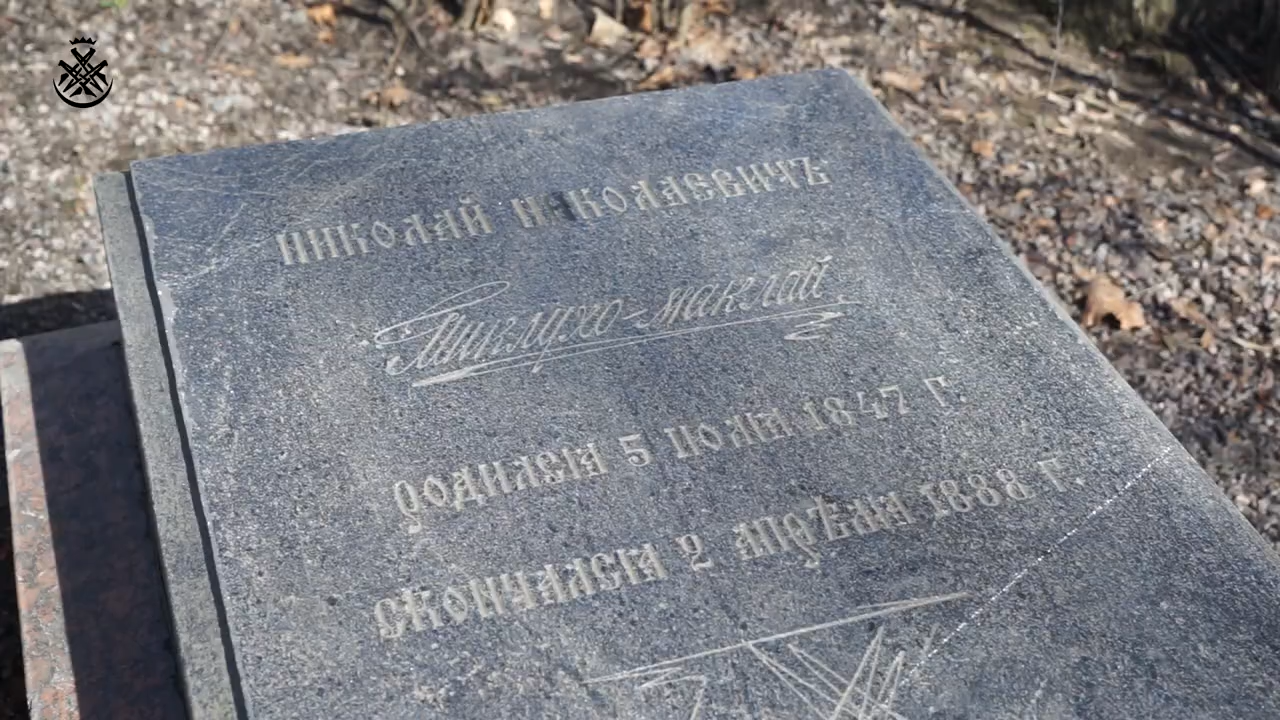 Николай Николаевичъ
Миклухо-Маклай
родился 5 июля 1847 г.
скончался 2 апрѣля 1888 г.